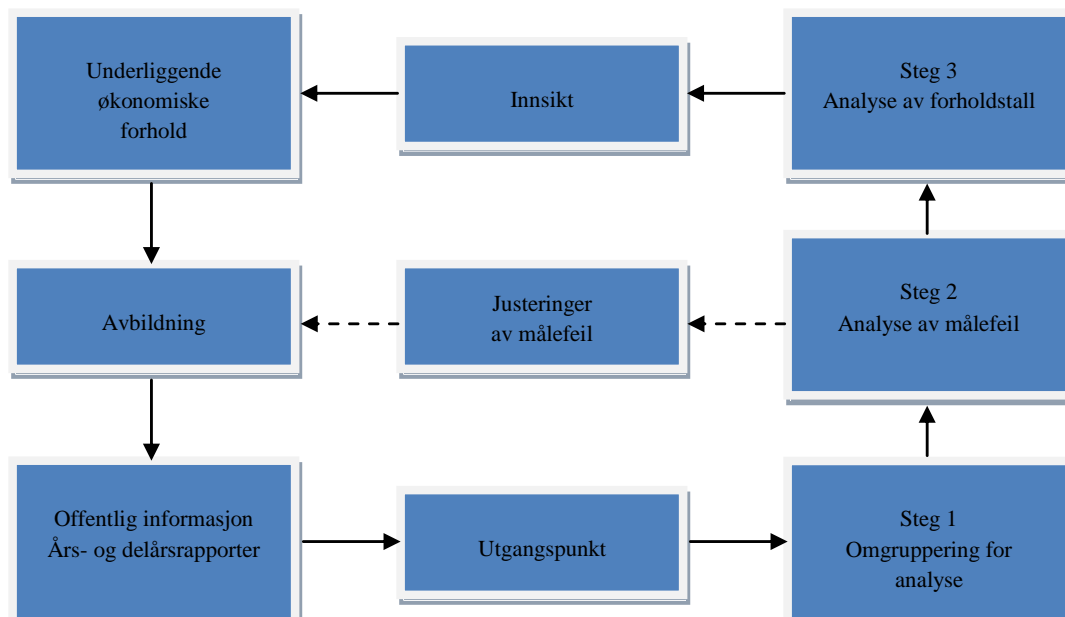 Underliggende
økonomiske
forhold
Innsikt
Steg 3
Analyse av forholdstall
Avbildning
Justeringer
av målefeil
Steg 2
Analyse av målefeil
Offentlig informasjon
Års- og delårsrapporter
Utgangspunkt
Steg 1
Omgruppering for
analyse